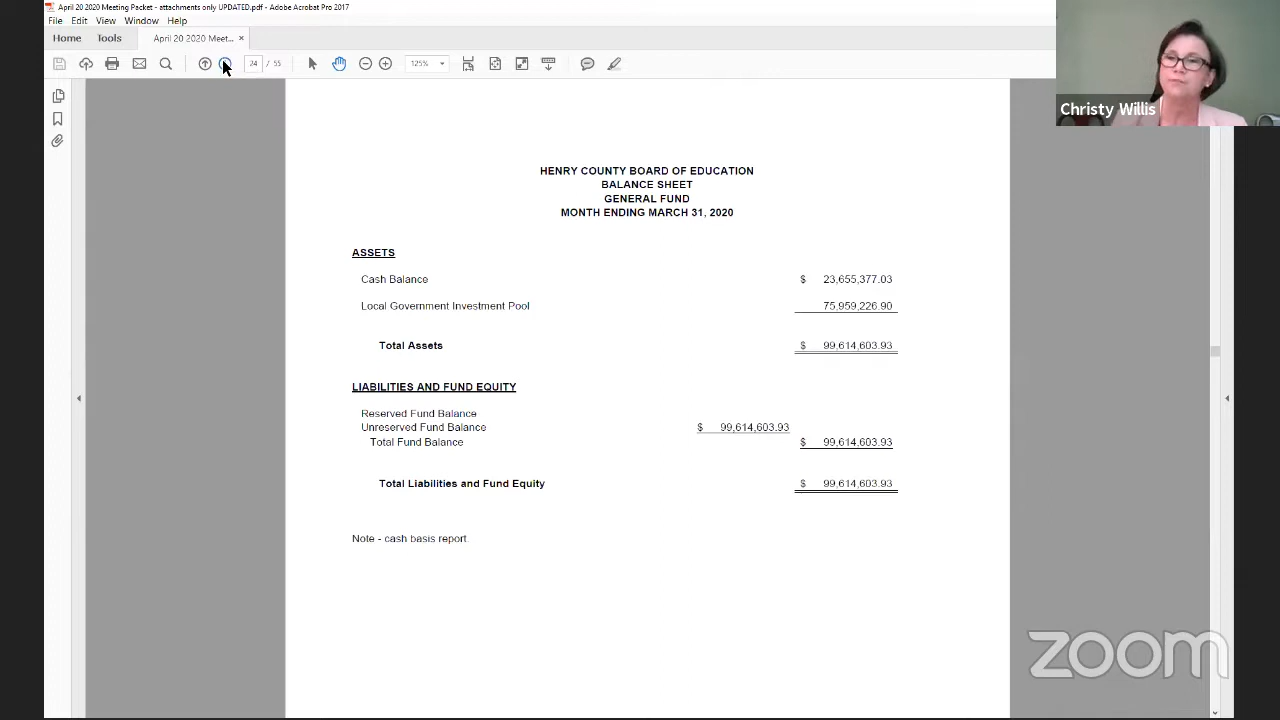 April 20 2020 Meeting Packet - attachments only UPDATED.pdf - Adobe Acrobat Pro 2017
File Edit View Window Help
Home Tools April 20 2020 Meet... ×
24 / 55 125%
Christy Willis
HENRY COUNTY BOARD OF EDUCATION
BALANCE SHEET
GENERAL FUND
MONTH ENDING MARCH 31, 2020
ASSETS
Cash Balance $ 23,655,377.03
Local Government Investment Pool 75,959,226.90
Total Assets $ 99,614,603.93
LIABILITIES AND FUND EQUITY
Reserved Fund Balance
Unreserved Fund Balance $ 99,614,603.93
Total Fund Balance $ 99,614,603.93
Total Liabilities and Fund Equity $ 99,614,603.93
Note - cash basis report.
zoom